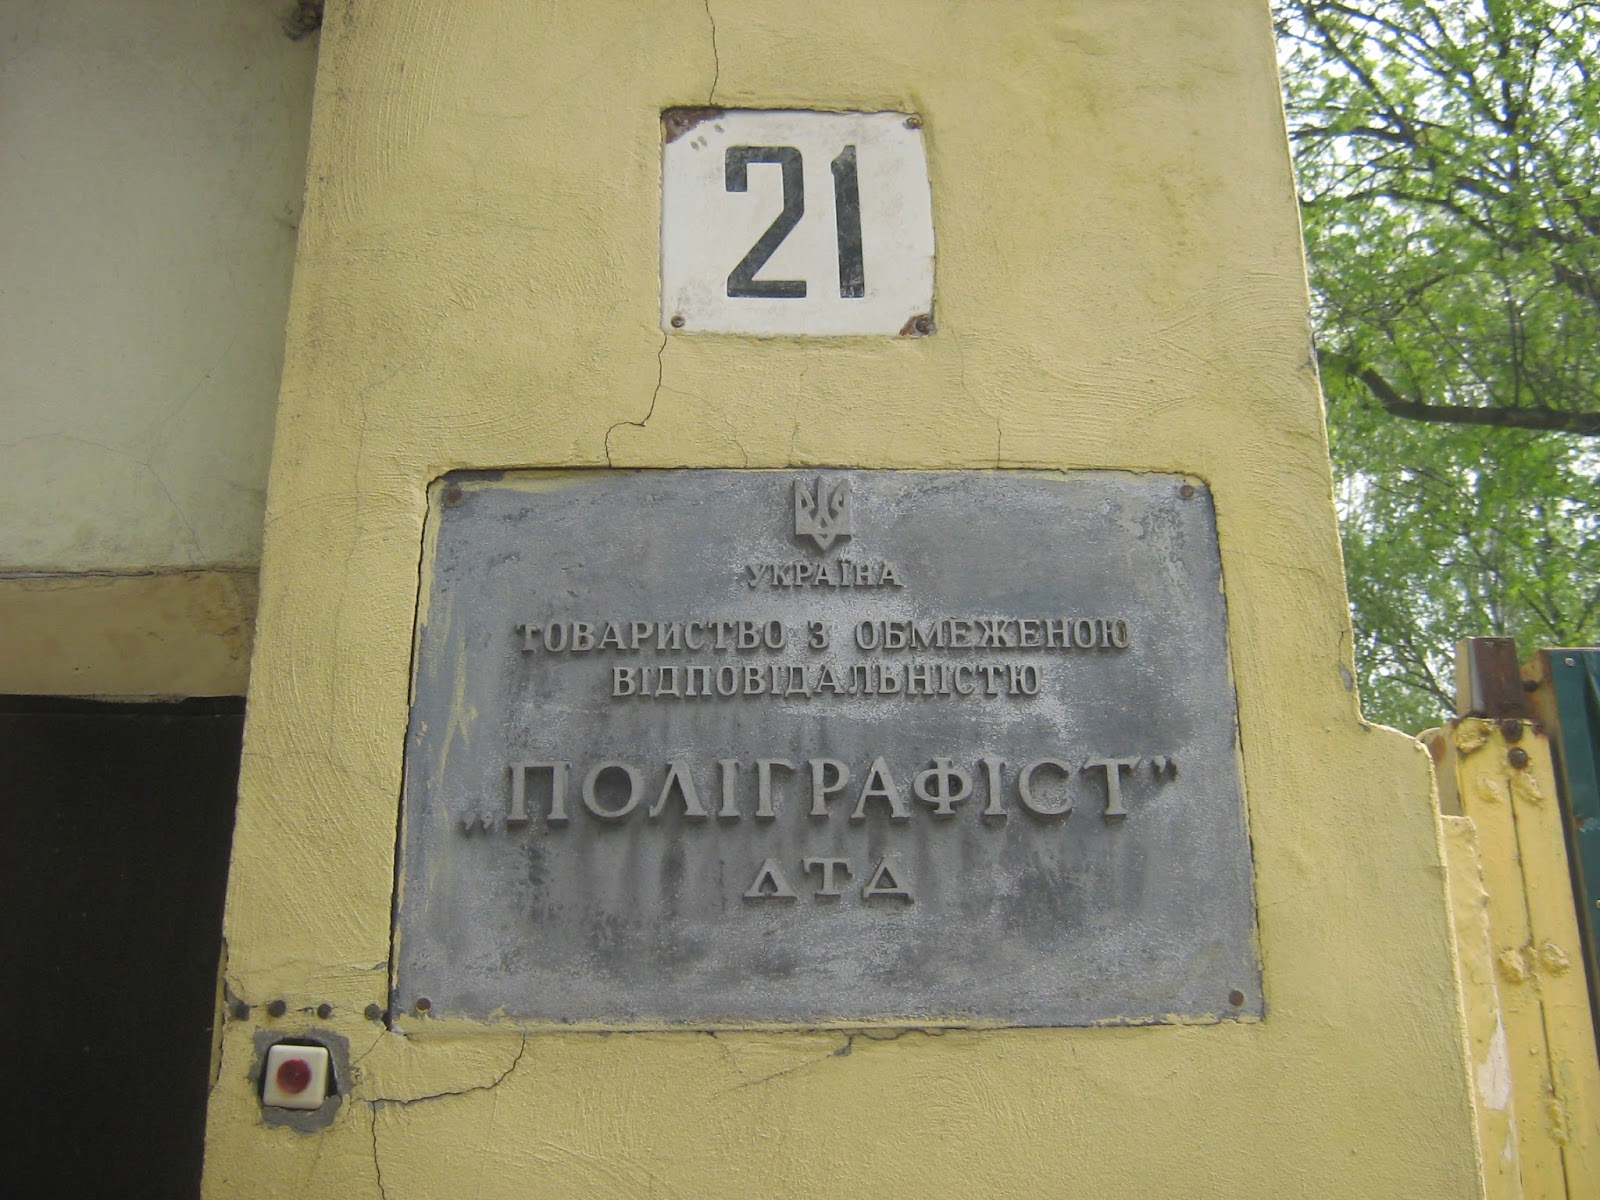 21
УКРАЇНА
ТОВАРИСТВО З ОБМЕЖЕНОЮ
ВІДПОВІДАЛЬНІСТЮ
„ПОЛІГРАФІСТ”
ЛТД